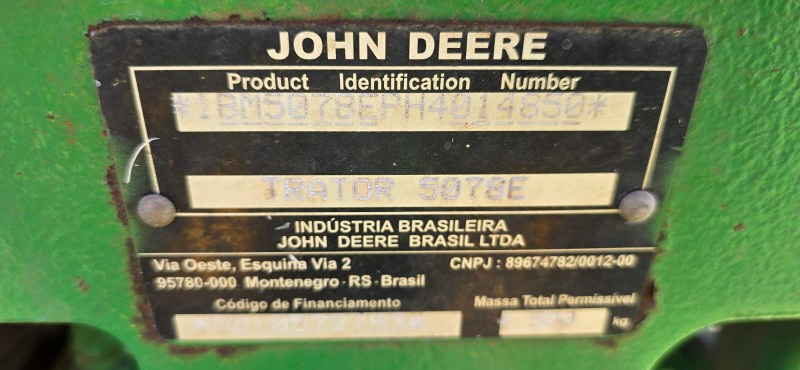 JOHN DEERE
Product Identification Number
*1BM5078EPH4014850*
TRATOR 5078E
INDÚSTRIA BRASILEIRA
JOHN DEERE BRASIL LTDA
Via Oeste, Esquina Via 2 CNPJ : 89674782/0012-00
95780-000 Montenegro - RS - Brasil
Código de Financiamento Massa Total Permissível
kg